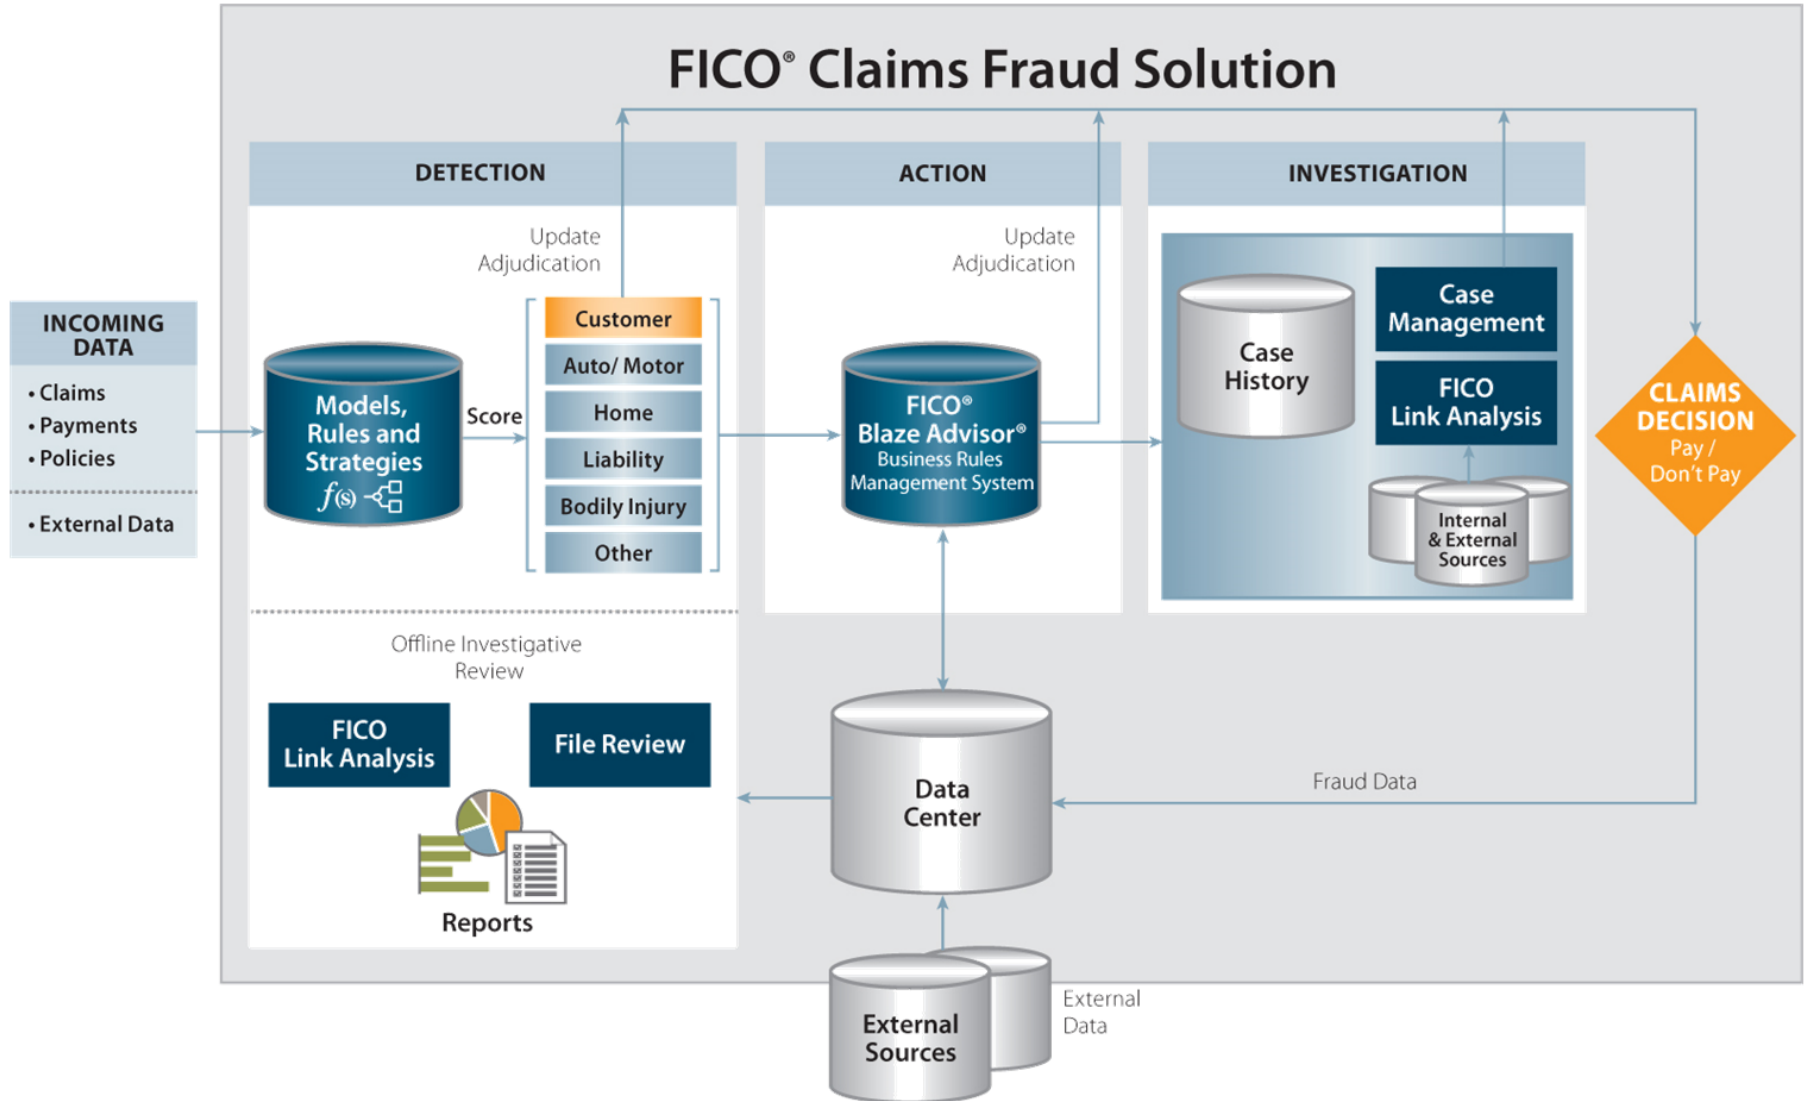 FICO® Claims Fraud Solution
DETECTION
ACTION
INVESTIGATION
INCOMING
DATA
• Claims
• Payments
• Policies
• External Data
Update
Adjudication
Models,
Rules and
Strategies
f(s)
Score
Customer
Auto/ Motor
Home
Liability
Bodily Injury
Other
Update
Adjudication
FICO®
Blaze Advisor®
Business Rules
Management System
Case
History
Case
Management
FICO
Link Analysis
Internal
& External
Sources
CLAIMS
DECISION
Pay /
Don't Pay
Offline Investigative
Review
FICO
Link Analysis
File Review
Reports
Data
Center
Fraud Data
External
Sources
External
Data